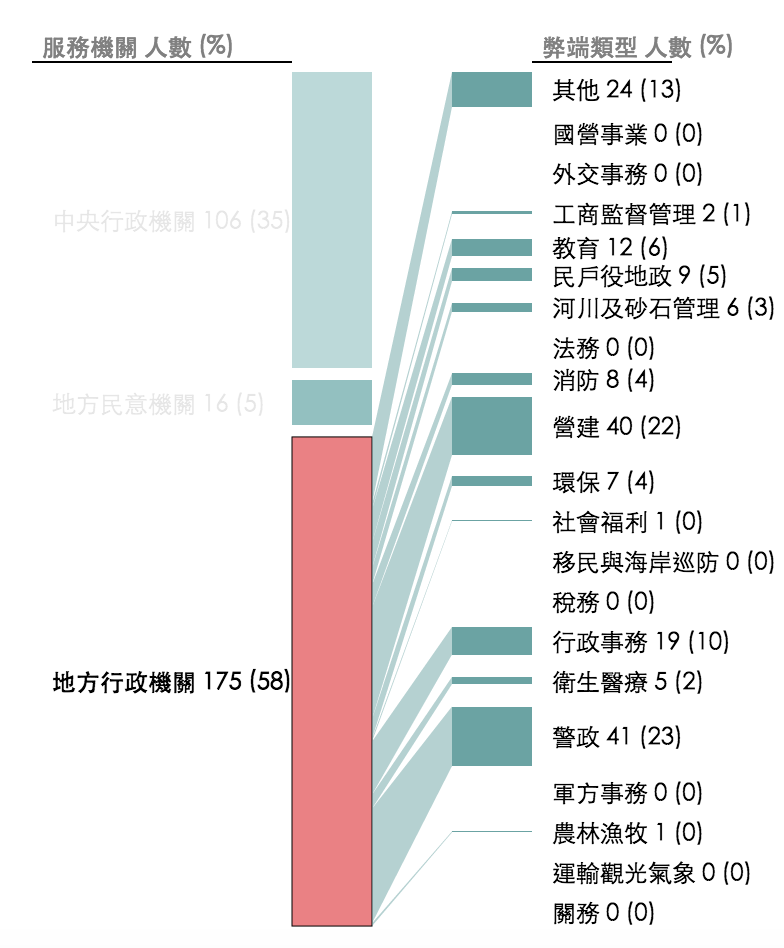 服務機關 人數 (%)
中央行政機關 106 (35)
地方民意機關 16 (5)
地方行政機關 175 (58)
弊端類型 人數 (%)
其他 24 (13)
國營事業 0 (0)
外交事務 0 (0)
工商監督管理 2 (1)
教育 12 (6)
民戶役地政 9 (5)
河川及砂石管理 6 (3)
法務 0 (0)
消防 8 (4)
營建 40 (22)
環保 7 (4)
社會福利 1 (0)
移民與海岸巡防 0 (0)
稅務 0 (0)
行政事務 19 (10)
衛生醫療 5 (2)
警政 41 (23)
軍方事務 0 (0)
農林漁牧 1 (0)
運輸觀光氣象 0 (0)
關務 0 (0)